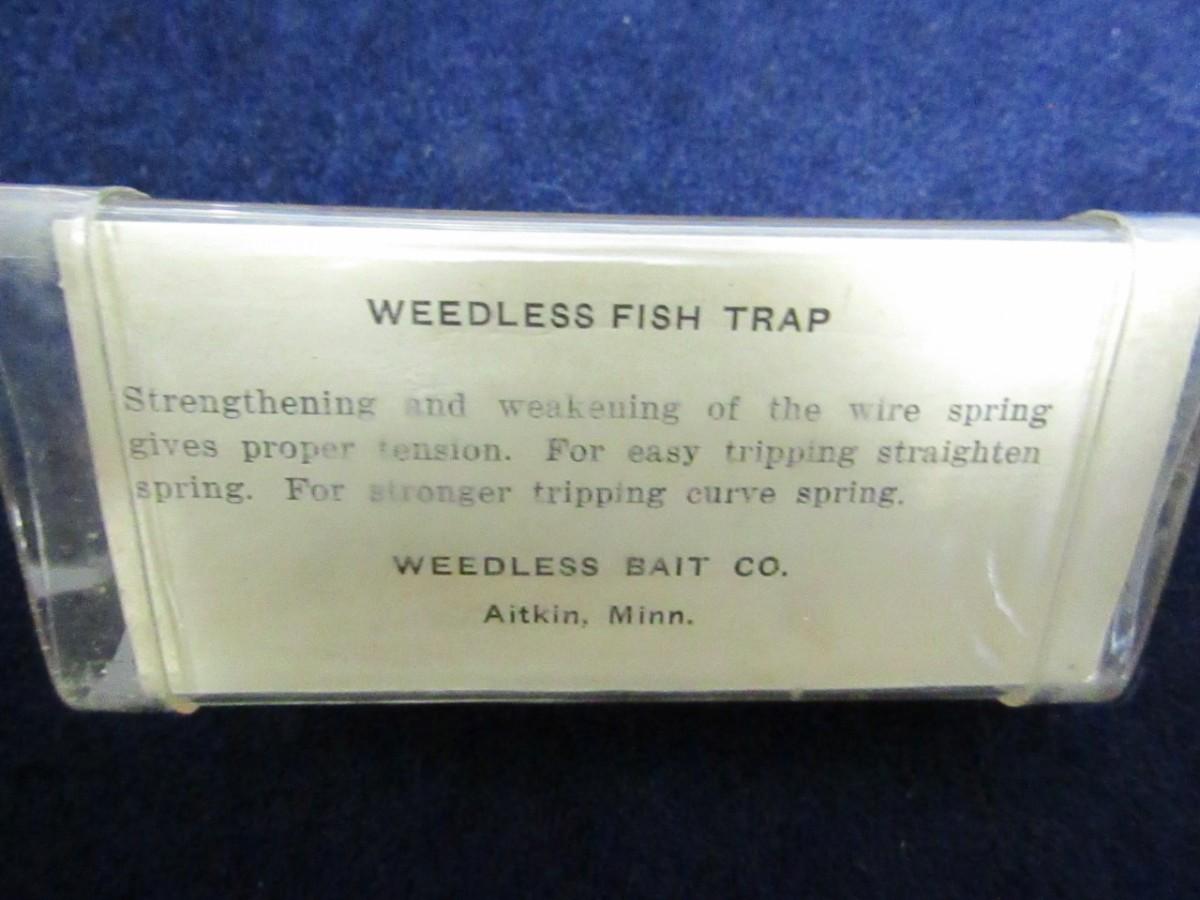 WEEDLESS FISH TRAP
Strengthening and weakening of the wire spring
gives proper tension. For easy tripping straighten
spring. For stronger tripping curve spring.
WEEDLESS BAIT CO.
Aitkin, Minn.